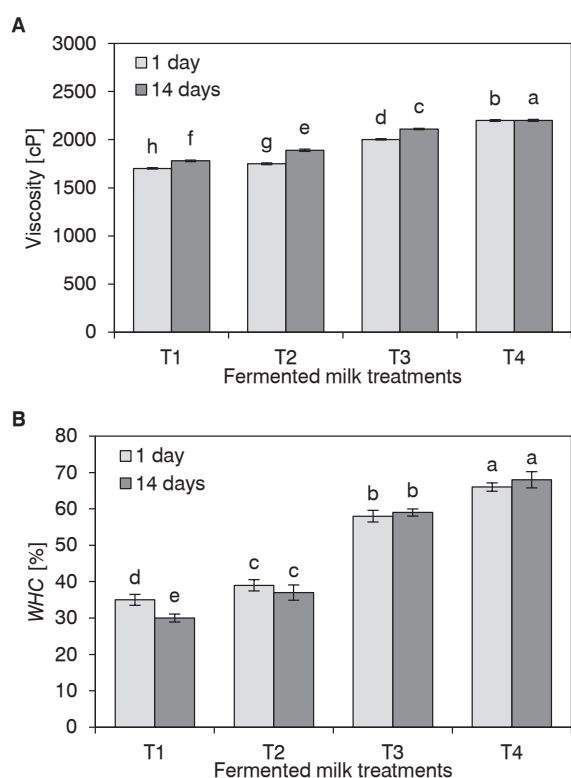 A
3000
2500
2000
1500
1000
500
0
Viscosity [cP]
1 day
14 days
h f g e d c b a
T1 T2 T3 T4
Fermented milk treatments
B
80
70
60
50
40
30
20
10
0
WHC [%]
1 day
14 days
d e c c b b a a
T1 T2 T3 T4
Fermented milk treatments